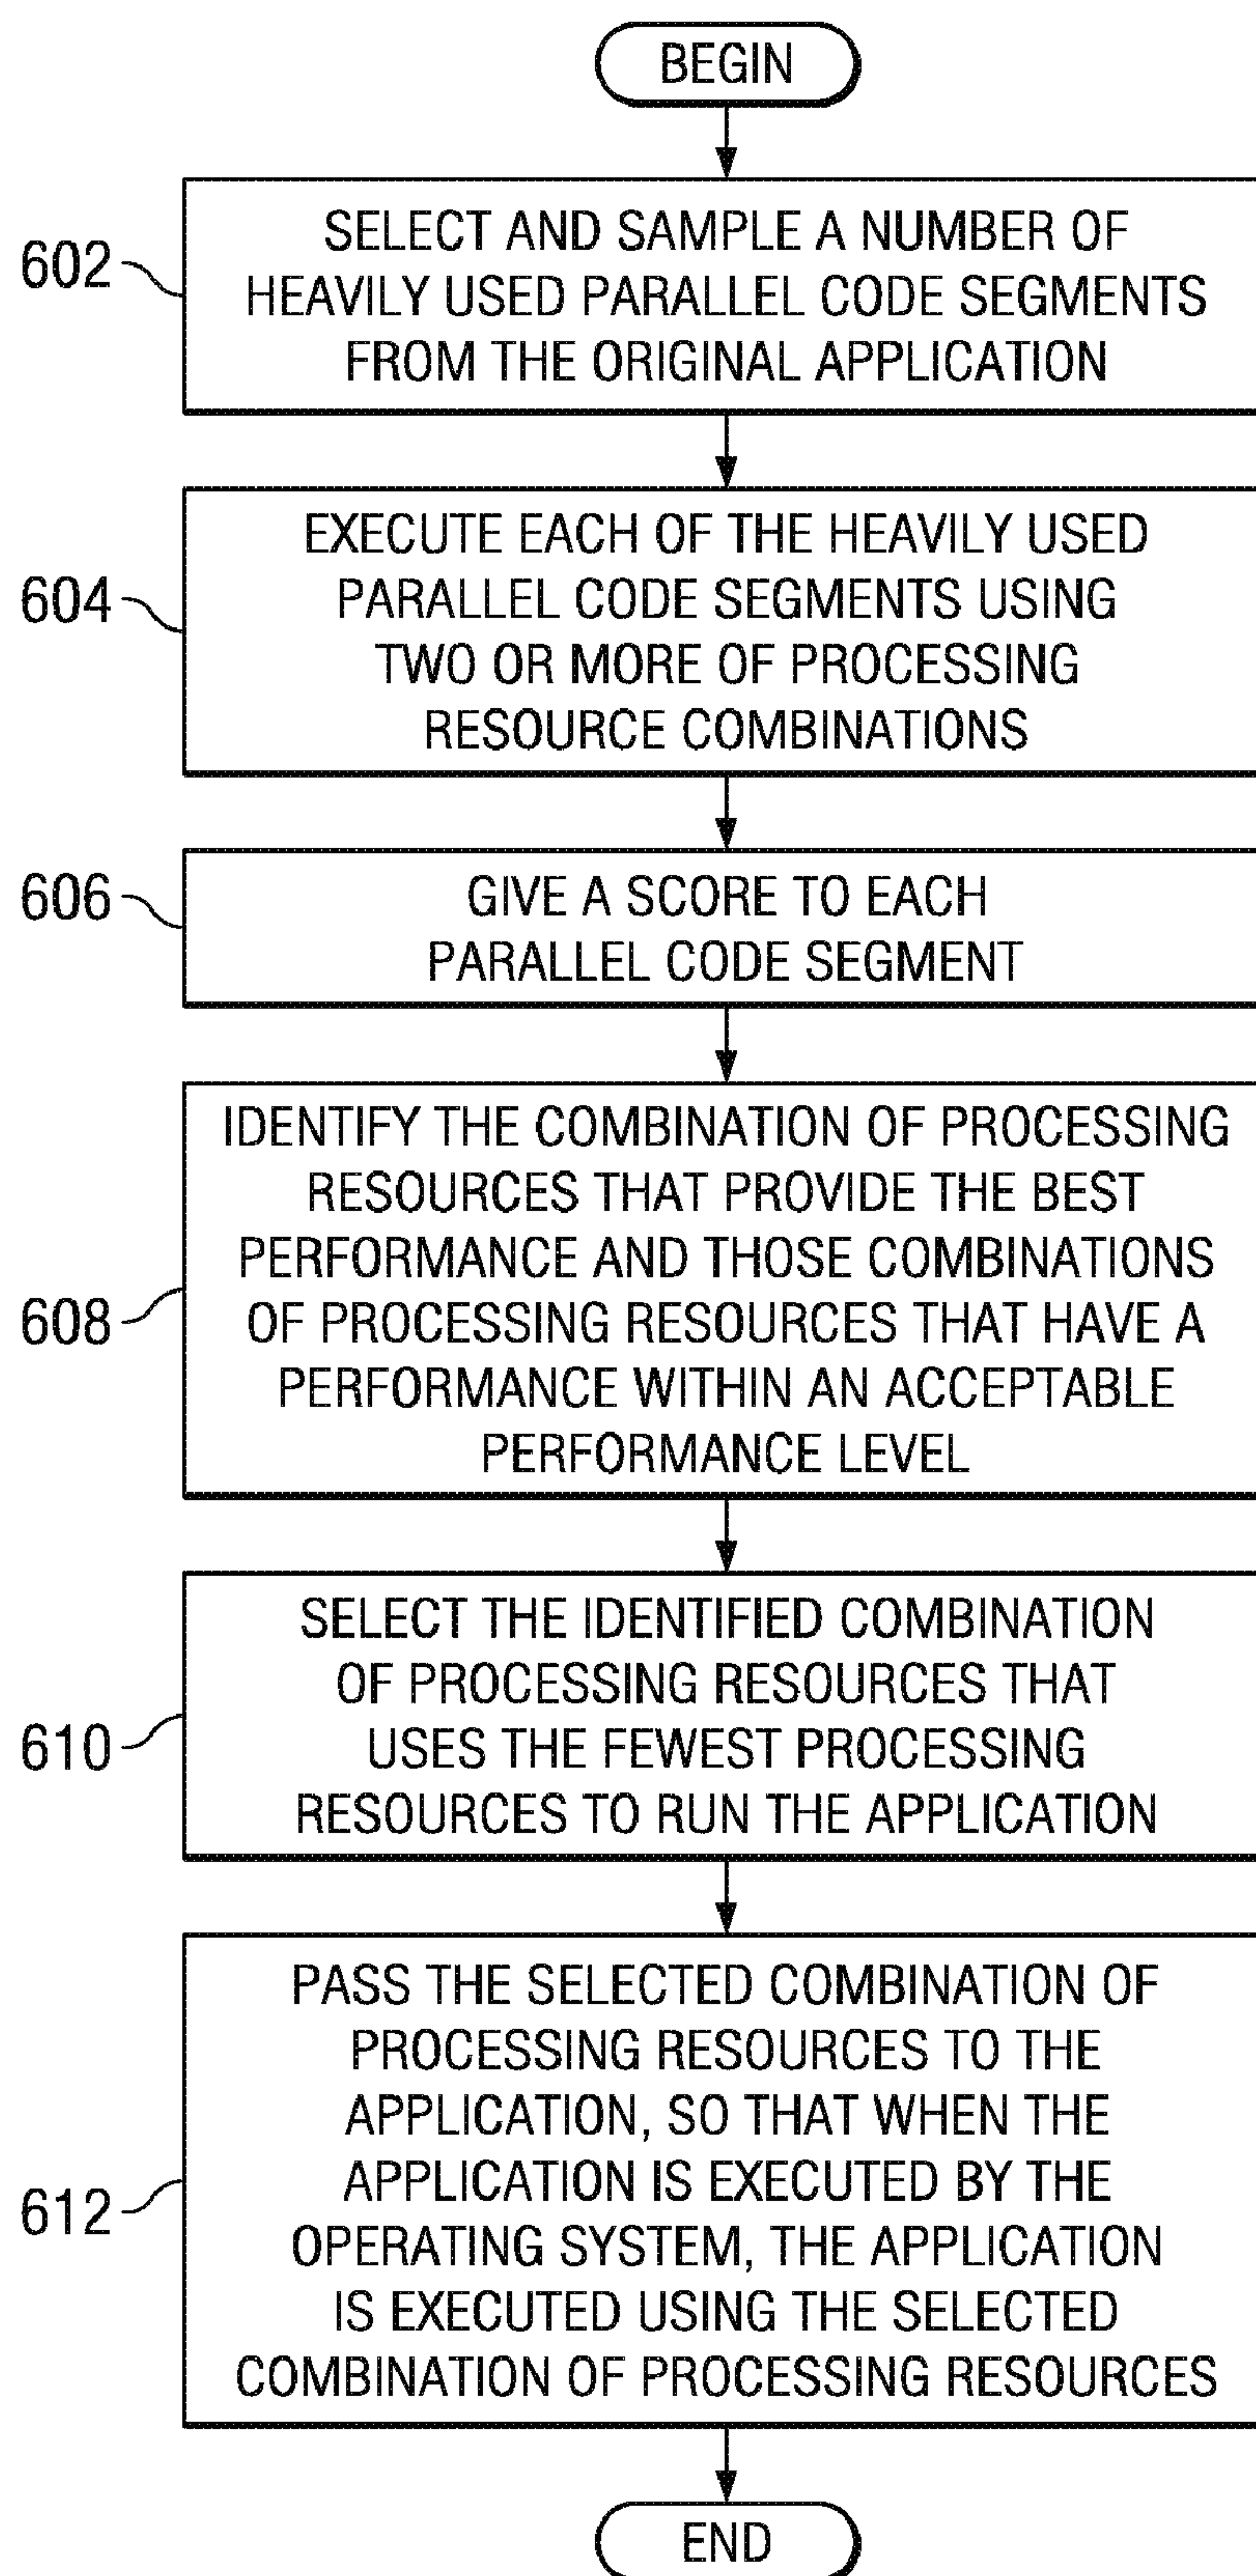 BEGIN
602
SELECT AND SAMPLE A NUMBER OF
HEAVILY USED PARALLEL CODE SEGMENTS
FROM THE ORIGINAL APPLICATION
604
EXECUTE EACH OF THE HEAVILY USED
PARALLEL CODE SEGMENTS USING
TWO OR MORE OF PROCESSING
RESOURCE COMBINATIONS
606
GIVE A SCORE TO EACH
PARALLEL CODE SEGMENT
608
IDENTIFY THE COMBINATION OF PROCESSING
RESOURCES THAT PROVIDE THE BEST
PERFORMANCE AND THOSE COMBINATIONS
OF PROCESSING RESOURCES THAT HAVE A
PERFORMANCE WITHIN AN ACCEPTABLE
PERFORMANCE LEVEL
610
SELECT THE IDENTIFIED COMBINATION
OF PROCESSING RESOURCES THAT
USES THE FEWEST PROCESSING
RESOURCES TO RUN THE APPLICATION
612
PASS THE SELECTED COMBINATION OF
PROCESSING RESOURCES TO THE
APPLICATION, SO THAT WHEN THE
APPLICATION IS EXECUTED BY THE
OPERATING SYSTEM, THE APPLICATION
IS EXECUTED USING THE SELECTED
COMBINATION OF PROCESSING RESOURCES
END